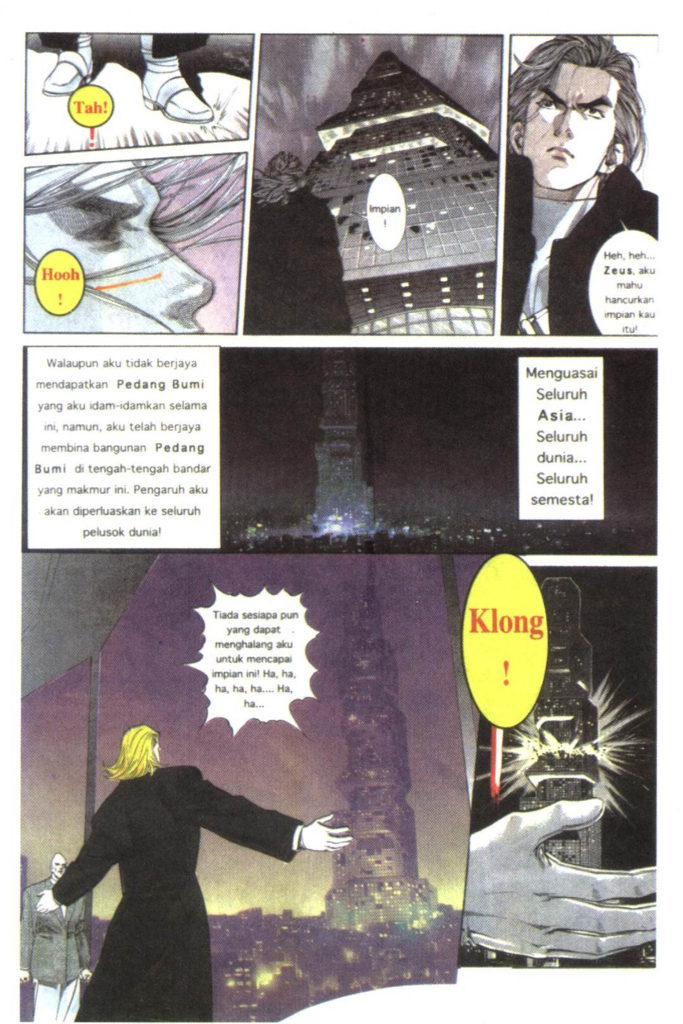 Tah!
Hooh
!
Impian
!
Heh, heh...
Zeus, aku
mahu
hancurkan
impian kau
itu!
Walaupun aku tidak berjaya
mendapatkan Pedang Bumi
yang aku idam-idamkan selama
ini, namun, aku telah berjaya
membina bangunan Pedang
Bumi di tengah-tengah bandar
yang makmur ini. Pengaruh aku
akan diperluaskan ke seluruh
pelusok dunia!
Menguasai
Seluruh
Asia...
Seluruh
dunia...
Seluruh
semesta!
Tiada sesiapa pun
yang dapat
menghalang aku
untuk mencapai
impian ini! Ha, ha,
ha, ha, ha.... Ha,
ha...
Klong
!